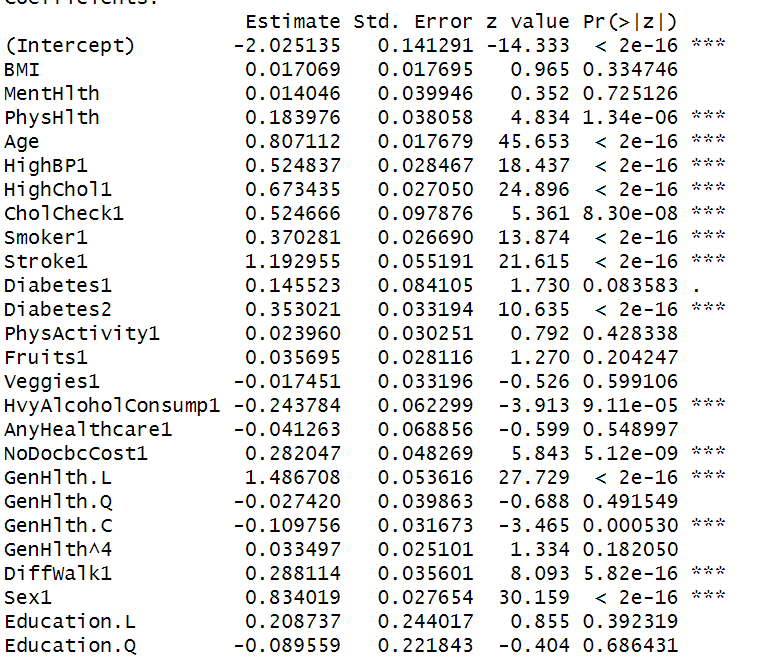 Coefficients:
Estimate Std. Error z value Pr(>|z|)
(Intercept) -2.025135 0.141291 -14.333 < 2e-16 ***
BMI 0.017069 0.017695 0.965 0.334746
MentHlth 0.014046 0.039946 0.352 0.725126
PhysHlth 0.183976 0.038058 4.834 1.34e-06 ***
Age 0.807112 0.017679 45.653 < 2e-16 ***
HighBP1 0.524837 0.028467 18.437 < 2e-16 ***
HighChol1 0.673435 0.027050 24.896 < 2e-16 ***
CholCheck1 0.524666 0.097876 5.361 8.30e-08 ***
Smoker1 0.370281 0.026690 13.874 < 2e-16 ***
Stroke1 1.192955 0.055191 21.615 < 2e-16 ***
Diabetes1 0.145523 0.084105 1.730 0.083583 .
Diabetes2 0.353021 0.033194 10.635 < 2e-16 ***
PhysActivity1 0.023960 0.030251 0.792 0.428338
Fruits1 0.035695 0.028116 1.270 0.204247
Veggies1 -0.017451 0.033196 -0.526 0.599106
HvyAlcoholConsump1 -0.243784 0.062299 -3.913 9.11e-05 ***
AnyHealthcare1 -0.041263 0.068856 -0.599 0.548997
NoDocbcCost1 0.282047 0.048269 5.843 5.12e-09 ***
GenHlth.L 1.486708 0.053616 27.729 < 2e-16 ***
GenHlth.Q -0.027420 0.039863 -0.688 0.491549
GenHlth.C -0.109756 0.031673 -3.465 0.000530 ***
GenHlth^4 0.033497 0.025101 1.334 0.182050
DiffWalk1 0.288114 0.035601 8.093 5.82e-16 ***
Sex1 0.834019 0.027654 30.159 < 2e-16 ***
Education.L 0.208737 0.244017 0.855 0.392319
Education.Q -0.089559 0.221843 -0.404 0.686431